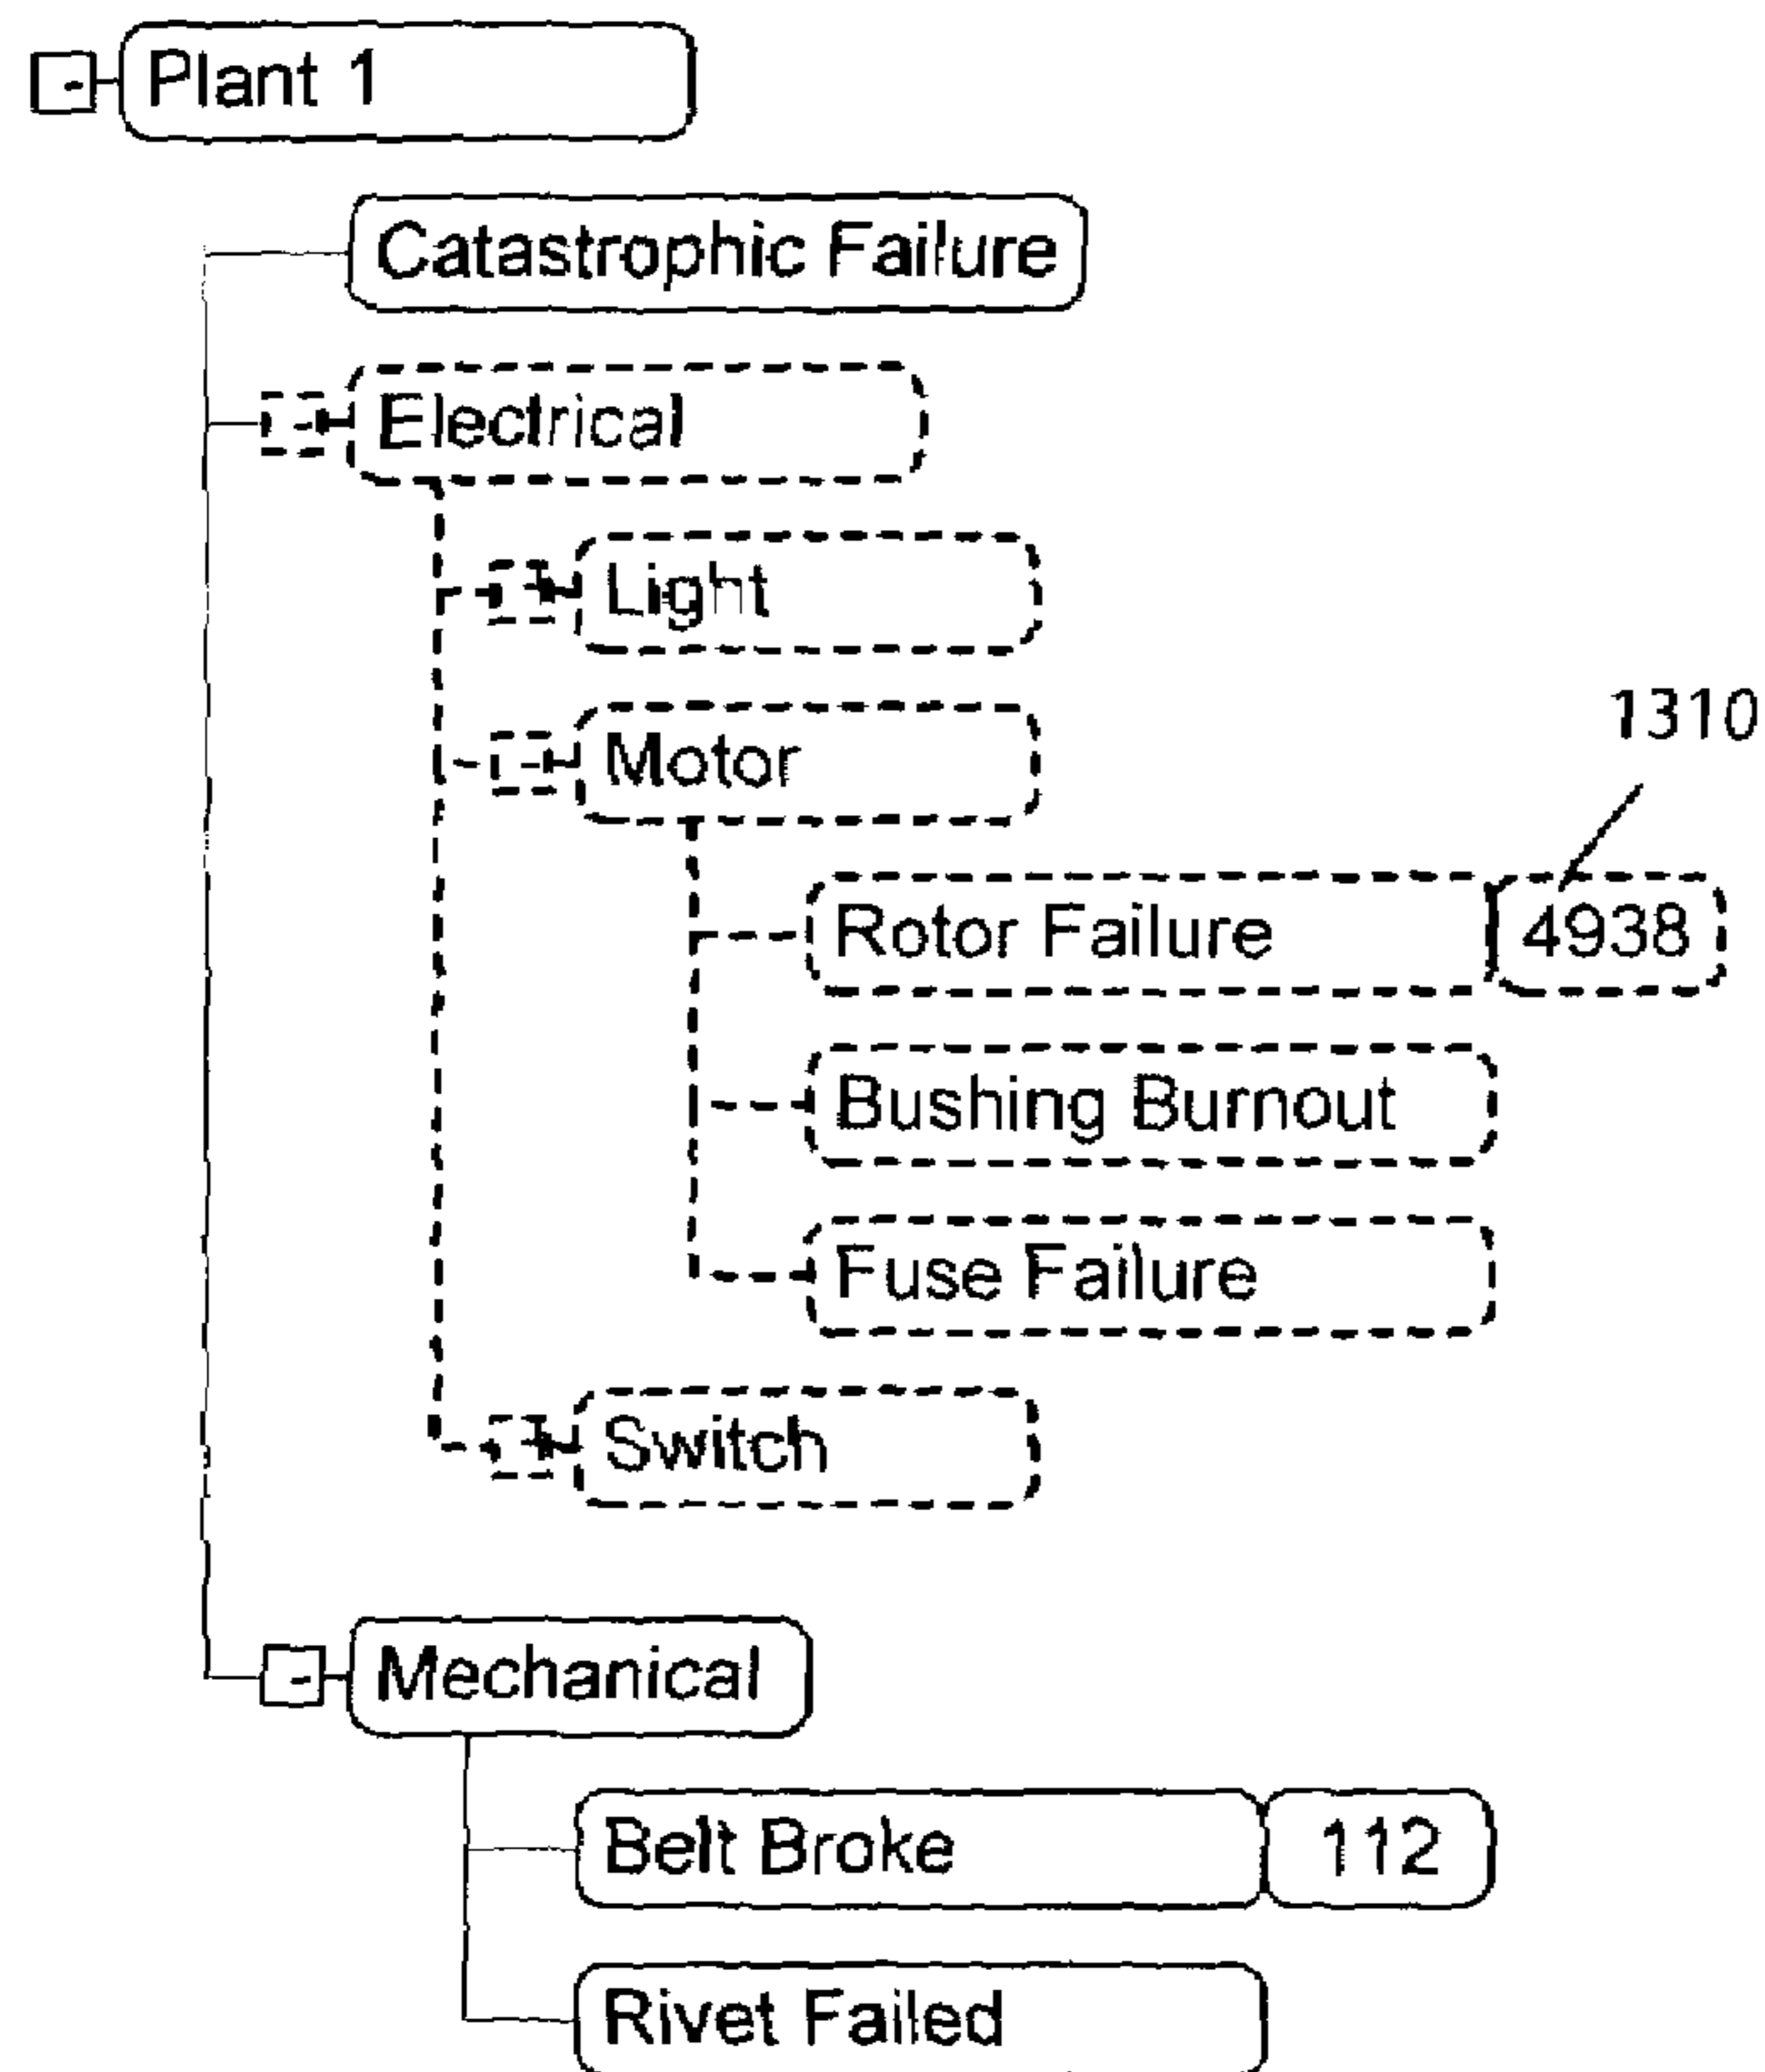 Plant 1
Catastrophic Failure
Electrical
Light
Motor
1310
Rotor Failure 4938
Bushing Burnout
Fuse Failure
Switch
Mechanical
Belt Broke 112
Rivet Failed